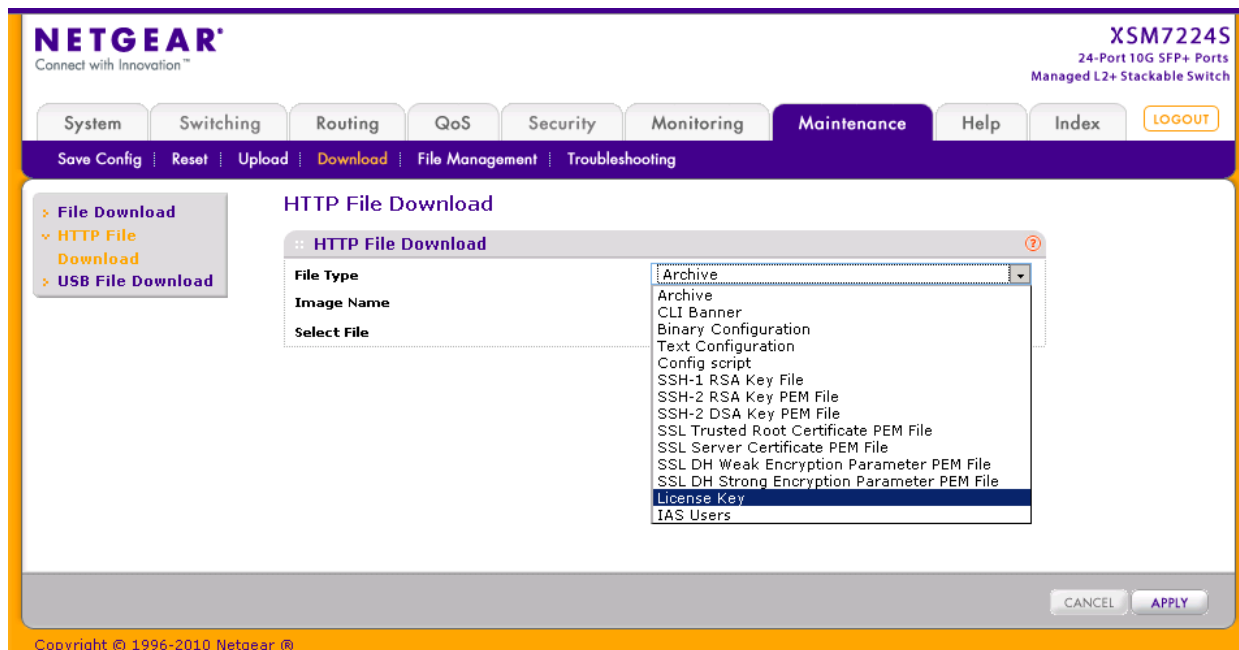 NETGEAR®
Connect with Innovation™
XSM7224S
24-Port 10G SFP+ Ports
Managed L2+ Stackable Switch
System Switching Routing QoS Security Monitoring Maintenance Help Index LOGOUT
Save Config Reset Upload Download File Management Troubleshooting
File Download
HTTP File
Download
USB File Download
HTTP File Download
HTTP File Download ?
File Type Archive
Image Name
Select File
Archive
CLI Banner
Binary Configuration
Text Configuration
Config script
SSH-1 RSA Key File
SSH-2 RSA Key PEM File
SSH-2 DSA Key PEM File
SSL Trusted Root Certificate PEM File
SSL Server Certificate PEM File
SSL DH Weak Encryption Parameter PEM File
SSL DH Strong Encryption Parameter PEM File
License Key
IAS Users
CANCEL APPLY
Copyright © 1996-2010 Netgear ®